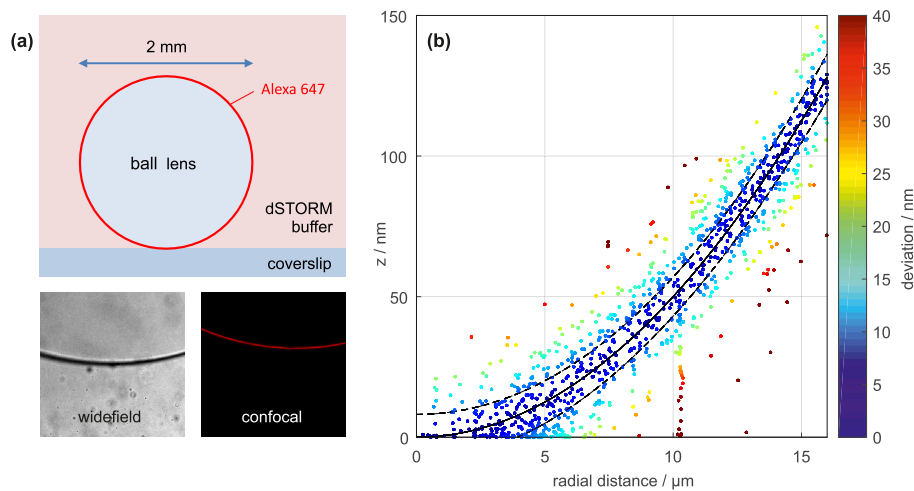 (a)
2 mm
Alexa 647
ball lens
dSTORM
buffer
coverslip
widefield
confocal
(b)
150
100
50
0
z / nm
0
5
10
15
radial distance / µm
40
35
30
25
20
15
10
5
0
deviation / nm